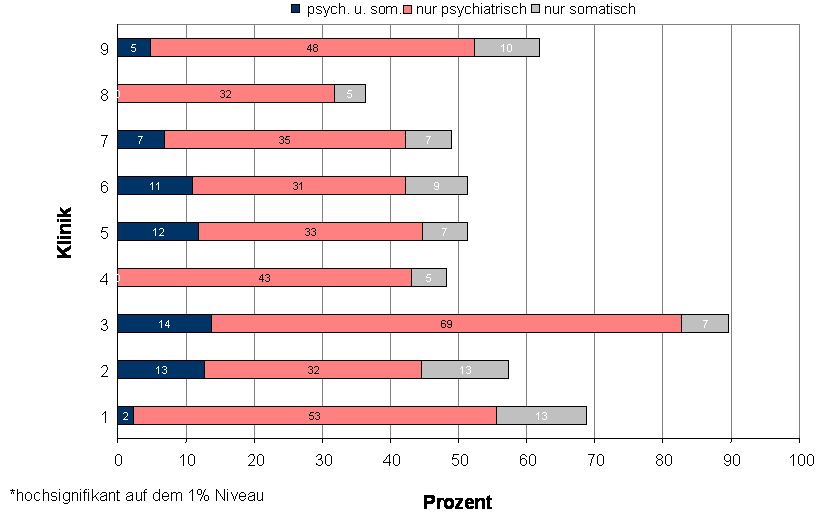 psych. u. som. nur psychiatrisch nur somatisch
9 5 48 10
8 0 32 5
7 7 35 7
6 11 31 9
5 12 33 7
4 0 43 5
3 14 69 7
2 13 32 13
1 2 53 13
Klinik
0 10 20 30 40 50 60 70 80 90 100
*hochsignifikant auf dem 1% Niveau
Prozent